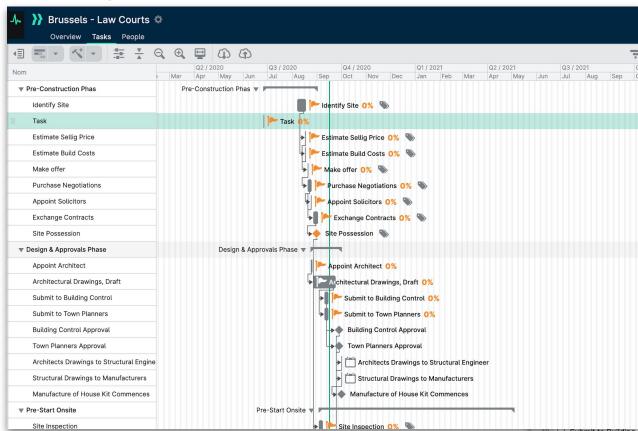 Brussels - Law Courts
Overview Tasks People
Nom
Q2 / 2020 Q3 / 2020 Q4 / 2020 Q1 / 2021 Q2 / 2021 Q3 / 2021
Mar Apr May Jun Jul Aug Sep Oct Nov Dec Jan Feb Mar Apr May Jun Jul Aug Sep
Pre-Construction Phas Pre-Construction Phas
Identify Site Identify Site 0%
Task Task 0%
Estimate Sellig Price Estimate Sellig Price 0%
Estimate Build Costs Estimate Build Costs 0%
Make offer Make offer 0%
Purchase Negotiations Purchase Negotiations 0%
Appoint Solicitors Appoint Solicitors 0%
Exchange Contracts Exchange Contracts 0%
Site Possession Site Possession
Design & Approvals Phase Design & Approvals Phase
Appoint Architect Appoint Architect 0%
Architectural Drawings, Draft Architectural Drawings, Draft 0%
Submit to Building Control Submit to Building Control 0%
Submit to Town Planners Submit to Town Planners 0%
Building Control Approval Building Control Approval
Town Planners Approval Town Planners Approval
Architects Drawings to Structural Engine Architects Drawings to Structural Engineer
Structural Drawings to Manufacturers Structural Drawings to Manufacturers
Manufacture of House Kit Commences Manufacture of House Kit Commences
Pre-Start Onsite Pre-Start Onsite
Site Inspection Site Inspection 0%